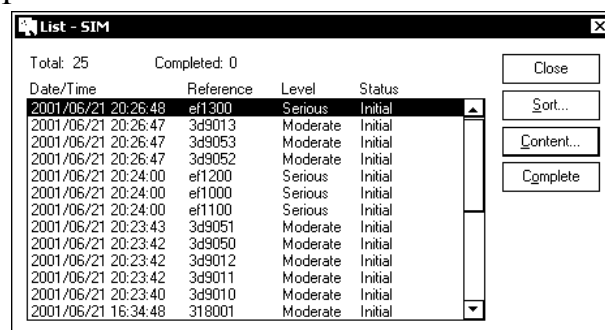 List - SIM
Total: 25 Completed: 0
Close
Date/Time Reference Level Status
Sort...
2001/06/21 20:26:48 ef1300 Serious Initial
2001/06/21 20:26:47 3d9013 Moderate Initial
2001/06/21 20:26:47 3d9053 Moderate Initial
Content...
2001/06/21 20:26:47 3d9052 Moderate Initial
2001/06/21 20:24:00 ef1200 Serious Initial
Complete
2001/06/21 20:24:00 ef1000 Serious Initial
2001/06/21 20:24:00 ef1100 Serious Initial
2001/06/21 20:23:43 3d9051 Moderate Initial
2001/06/21 20:23:42 3d9050 Moderate Initial
2001/06/21 20:23:42 3d9012 Moderate Initial
2001/06/21 20:23:42 3d9011 Moderate Initial
2001/06/21 20:23:40 3d9010 Moderate Initial
2001/06/21 16:34:48 318001 Moderate Initial